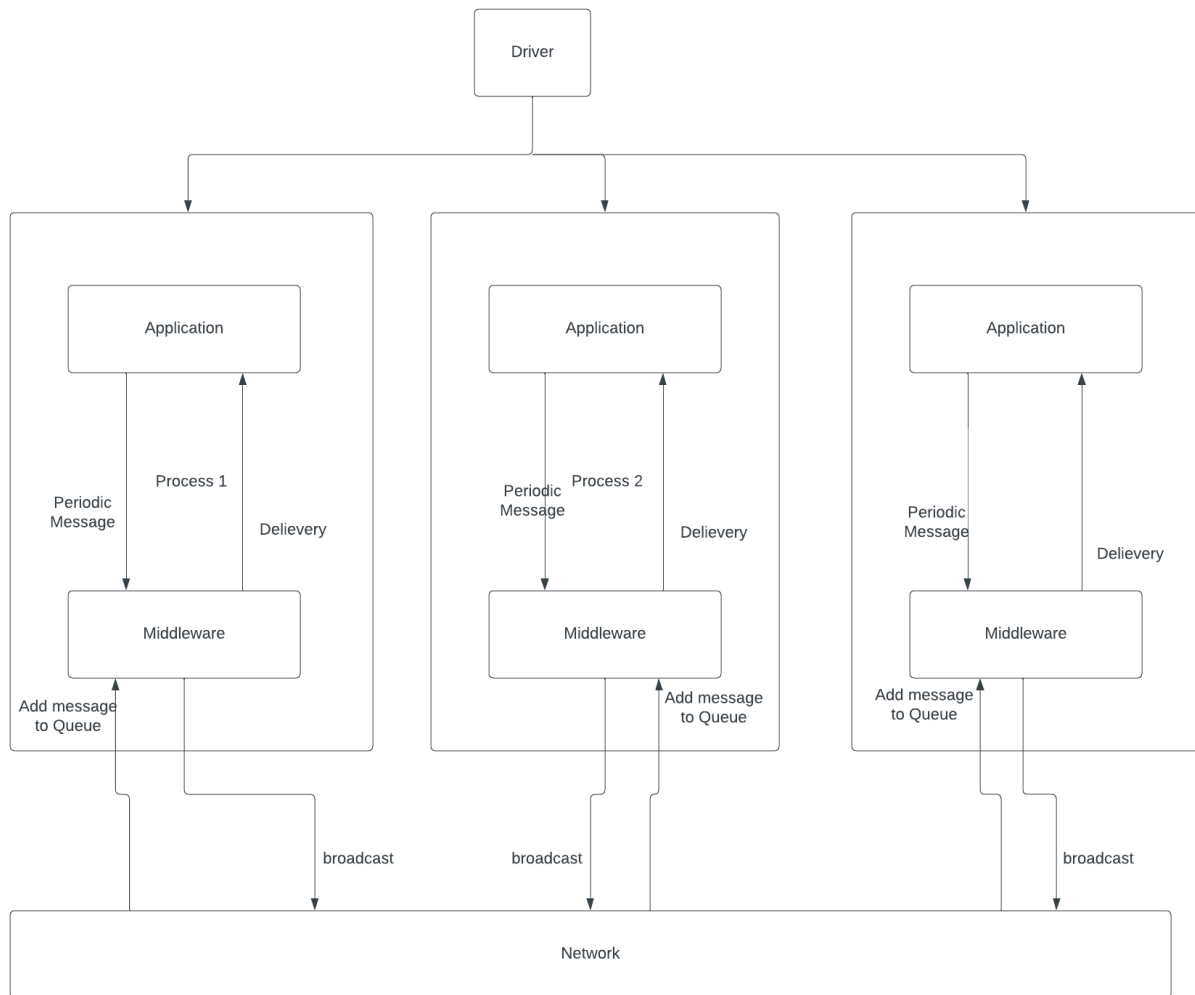 Driver
Application
Application
Application
Process 1
Process 2
Periodic
Message
Periodic
Message
Periodic
Message
Delievery
Delievery
Delievery
Middleware
Middleware
Middleware
Add message
to Queue
Add message
to Queue
Add message
to Queue
broadcast
broadcast
broadcast
Network